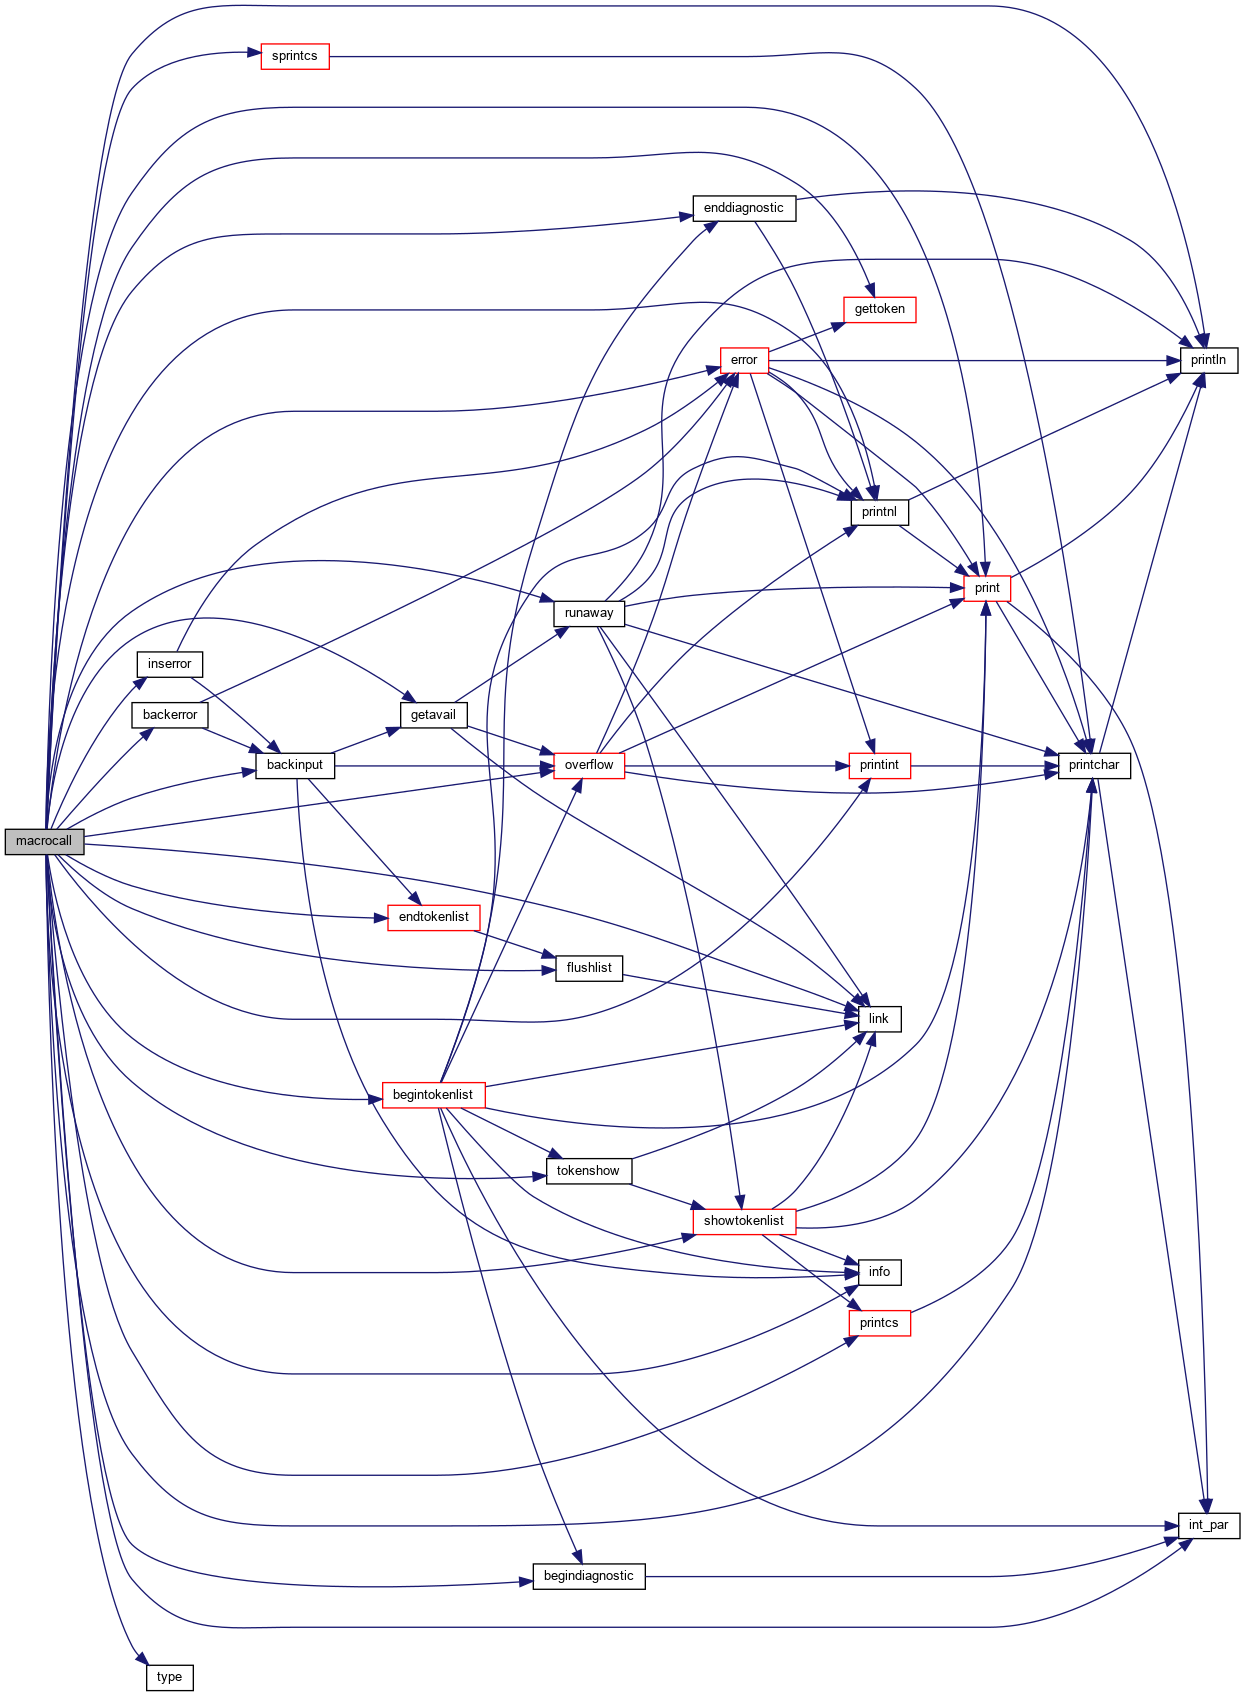 sprintcs
enddiagnostic
gettoken
error
println
printnl
print
runaway
inserror
backerror
getavail
backinput
overflow
printint
printchar
macrocall
endtokenlist
flushlist
link
begintokenlist
tokenshow
showtokenlist
info
printcs
int_par
begindiagnostic
type